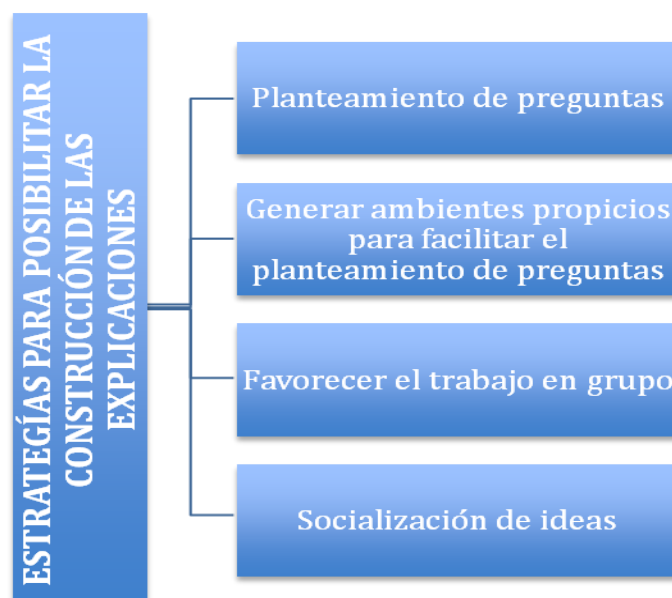 ESTRATEGÍAS PARA POSIBILITAR LA
CONSTRUCCIÓN DE LAS
EXPLICACIONES
Planteamiento de preguntas
Generar ambientes propicios
para facilitar el
planteamiento de preguntas
Favorecer el trabajo en grupo
Socialización de ideas